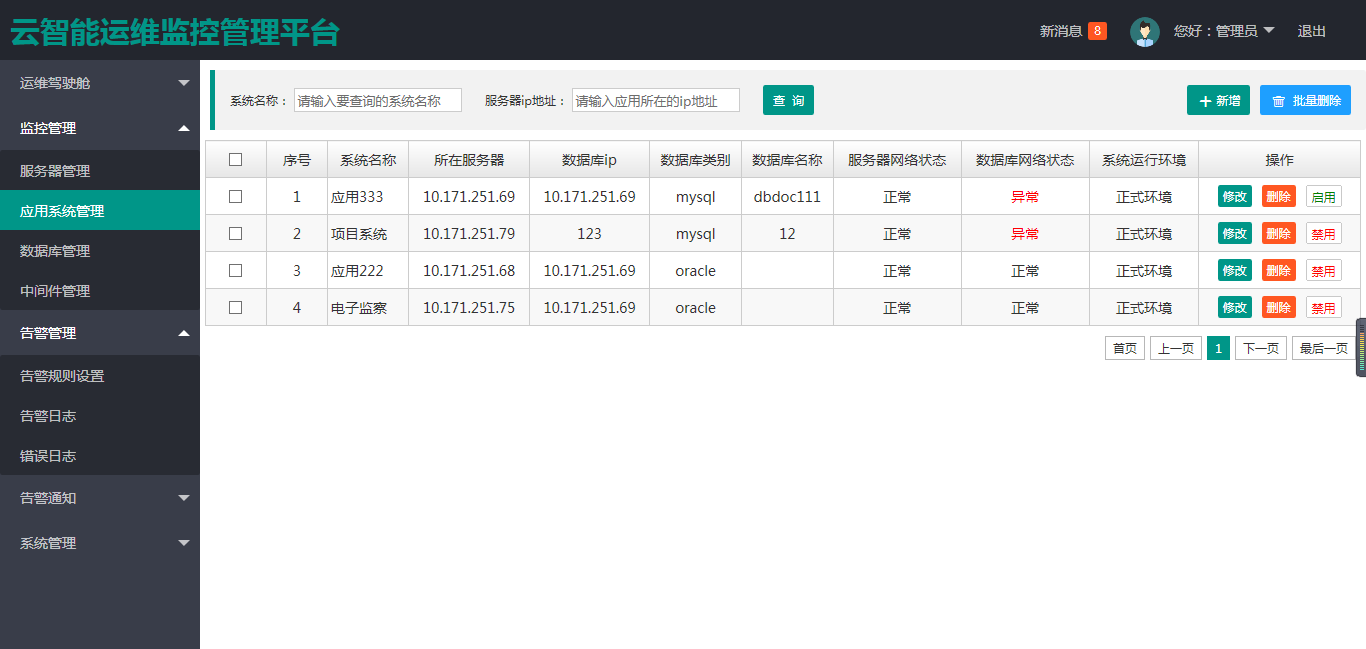 云智能运维监控管理平台
新消息 8 您好：管理员 退出
运维驾驶舱
监控管理
服务器管理
应用系统管理
数据库管理
中间件管理
告警管理
告警规则设置
告警日志
错误日志
告警通知
系统管理
系统名称： 请输入要查询的系统名称 服务器ip地址： 请输入应用所在的ip地址 查 询 新增 批量删除
序号 系统名称 所在服务器 数据库ip 数据库类别 数据库名称 服务器网络状态 数据库网络状态 系统运行环境 操作
1 应用333 10.171.251.69 10.171.251.69 mysql dbdoc111 正常 异常 正式环境 修改 删除 启用
2 项目系统 10.171.251.79 123 mysql 12 正常 异常 正式环境 修改 删除 禁用
3 应用222 10.171.251.68 10.171.251.69 oracle 正常 正常 正式环境 修改 删除 禁用
4 电子监察 10.171.251.75 10.171.251.69 oracle 正常 正常 正式环境 修改 删除 禁用
首页 上一页 1 下一页 最后一页